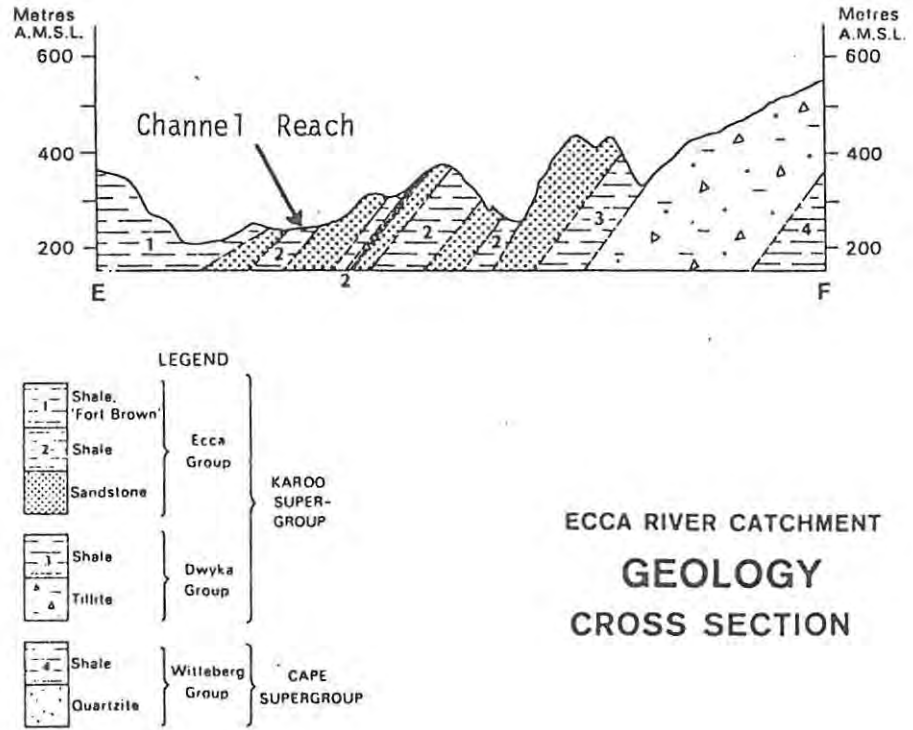 Metres
A.M.S.L.
Metres
A.M.S.L.
600
600
Channel Reach
400
400
200
200
1
2
2
2
2
3
4
E
F
LEGEND
1 Shale, 'Fort Brown'
2 Shale
Sandstone
Ecca
Group
3 Shale
Tillite
Dwyka
Group
KAROO
SUPER-
GROUP
4 Shale
Quartzite
Witteberg
Group
CAPE
SUPERGROUP
ECCA RIVER CATCHMENT
GEOLOGY
CROSS SECTION